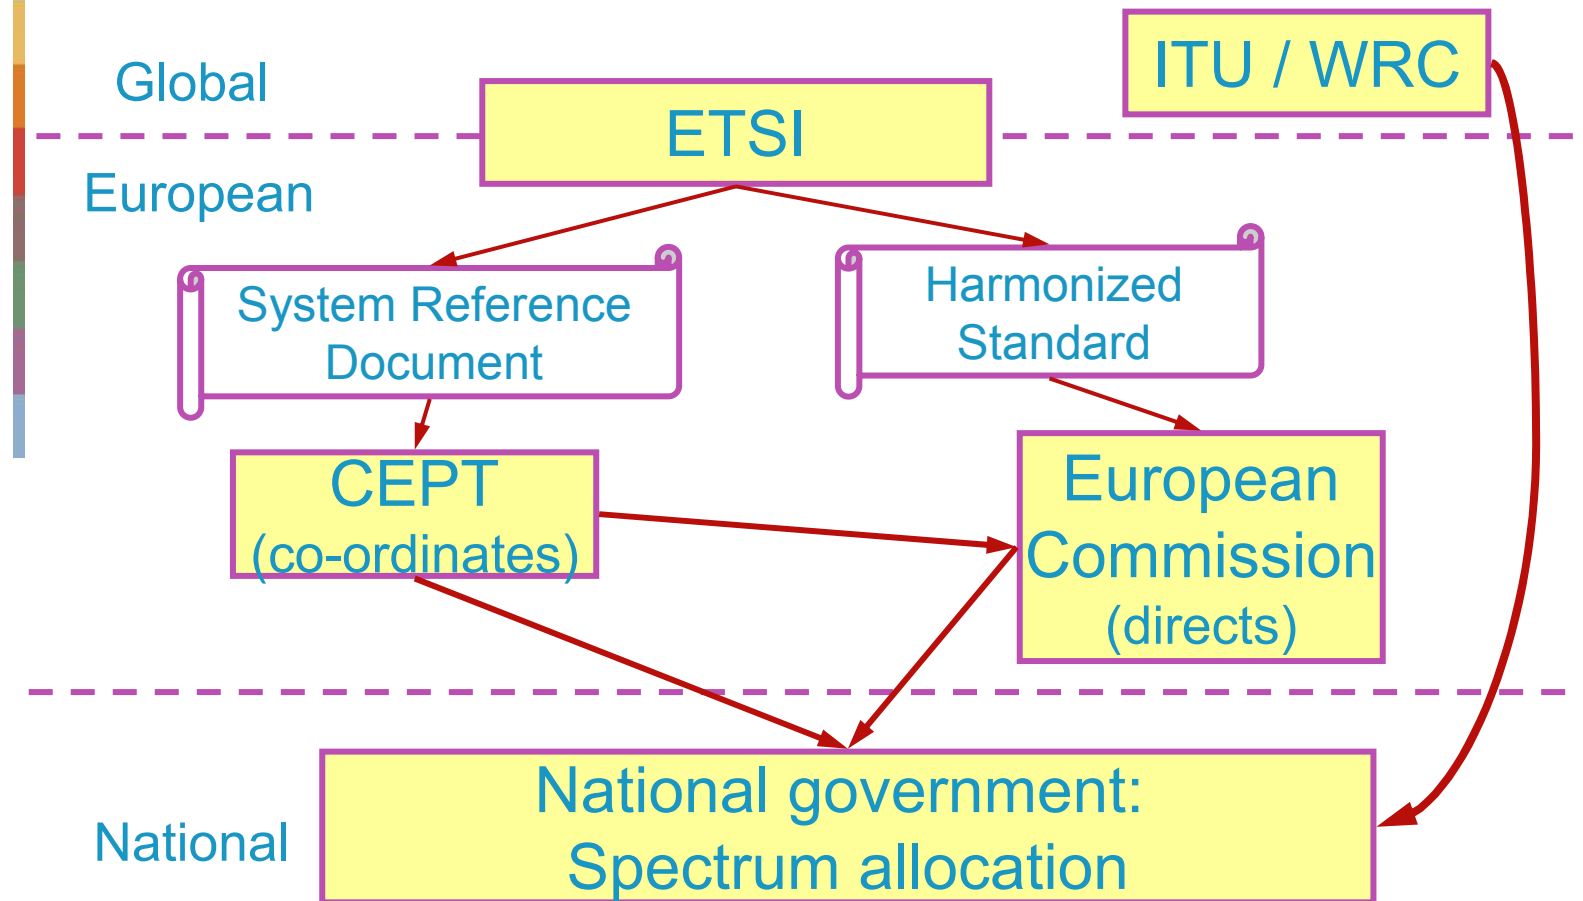 Global
ITU / WRC
ETSI
European
System Reference
Document
Harmonized
Standard
CEPT
(co-ordinates)
European
Commission
(directs)
National
National government:
Spectrum allocation